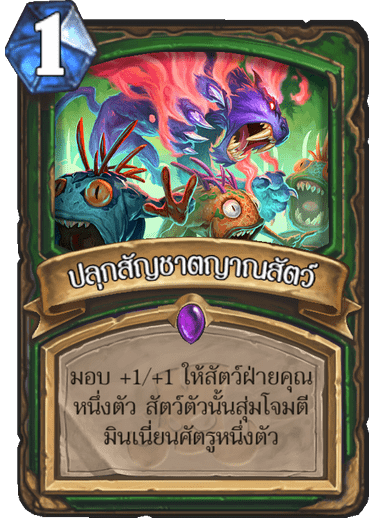 1
ปลุกสัญชาตญาณสัตว์
มอบ +1/+1 ให้สัตว์ฝ่ายคุณ
หนึ่งตัว สัตว์ตัวนั้นสุ่มโจมตี
มินเนี่ยนศัตรูหนึ่งตัว